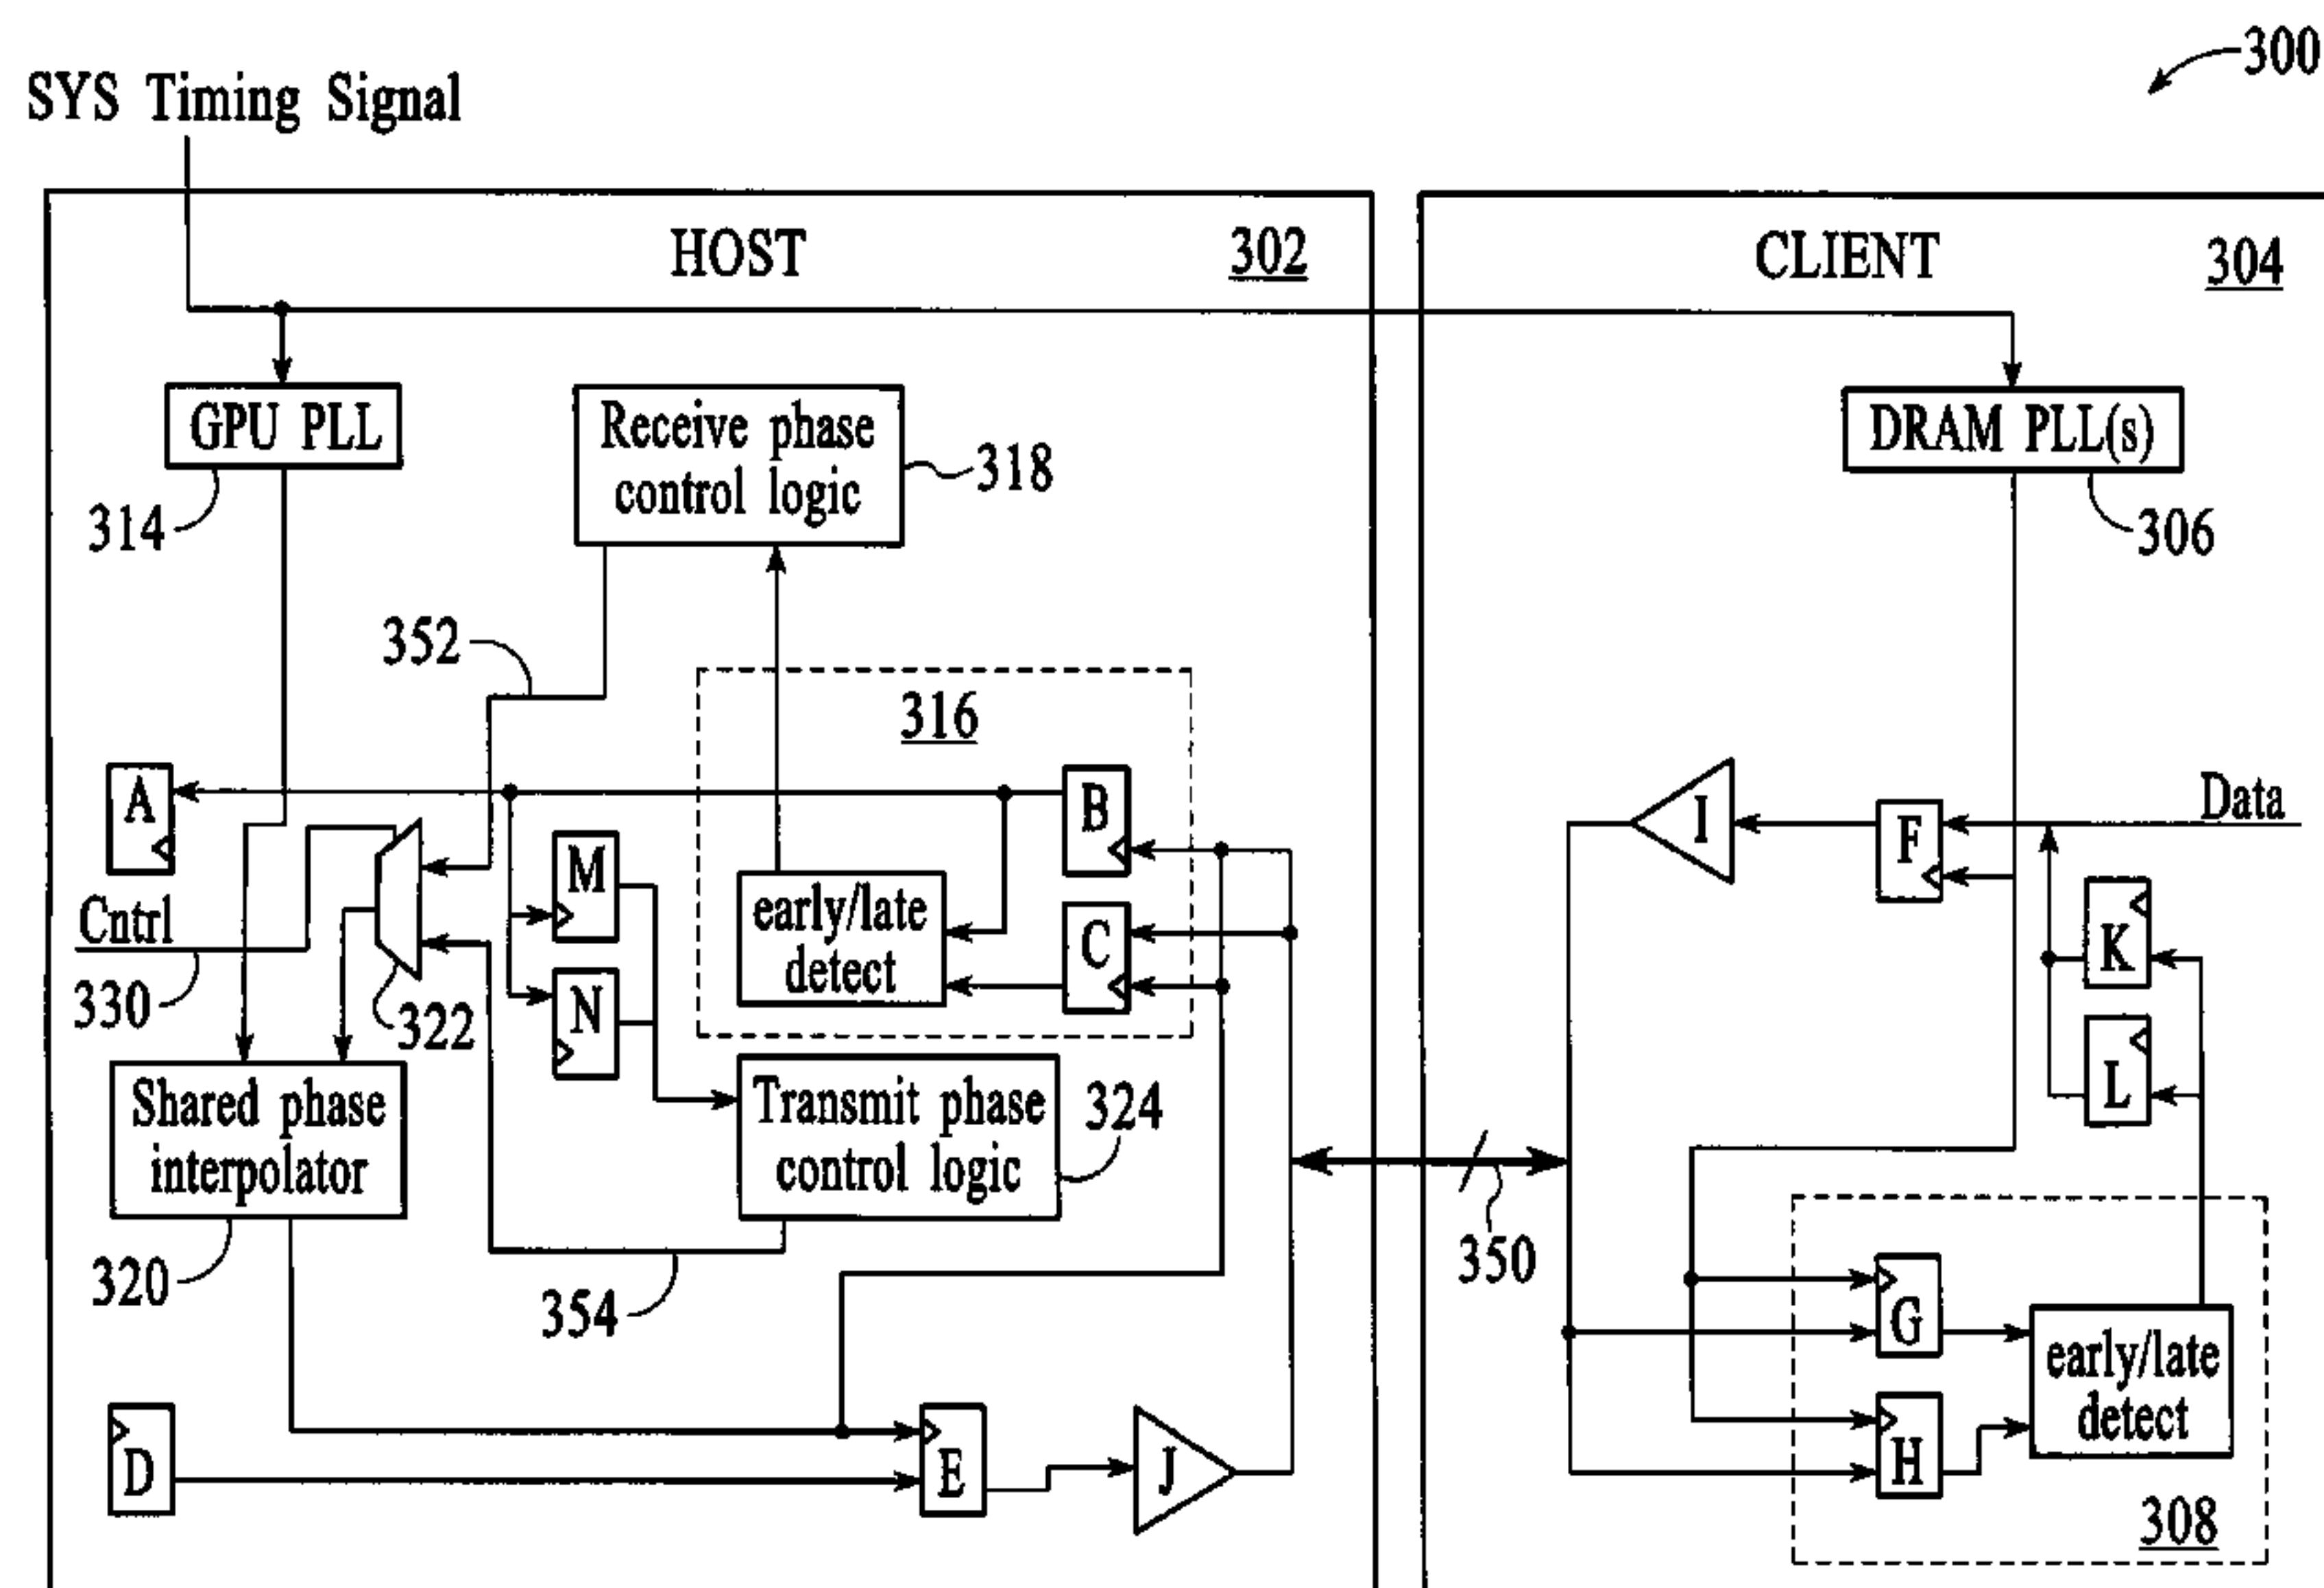 300
SYS Timing Signal
HOST
302
CLIENT
304
GPU PLL
314
Receive phase
control logic
318
DRAM PLL(s)
306
352
316
A
B
I
F
Data
M
early/late
detect
C
K
Cntrl
330
322
N
L
Shared phase
interpolator
320
Transmit phase
control logic
324
354
350
G
early/late
detect
H
308
D
E
J